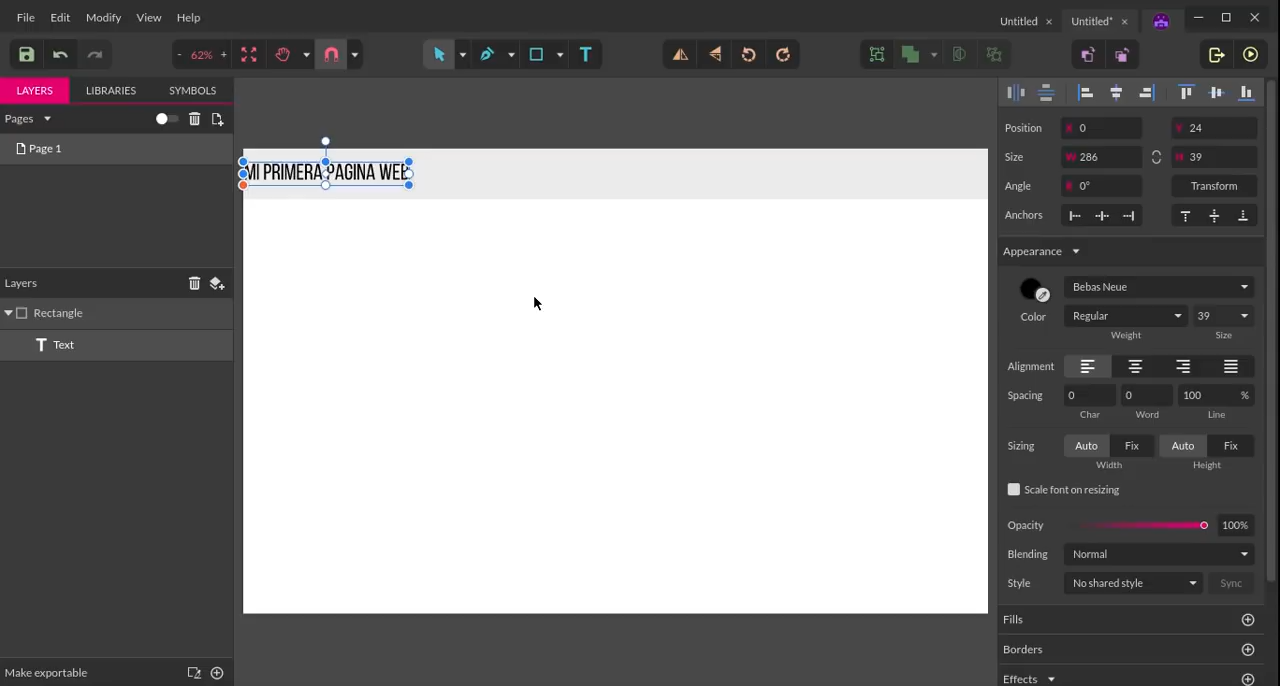 File Edit Modify View Help
Untitled × Untitled* ×
- 62% +
T
LAYERS LIBRARIES SYMBOLS
Pages
Page 1
Layers
Rectangle
T Text
Make exportable
MI PRIMERA PAGINA WEB
Position X 0 Y 24
Size W 286 H 39
Angle R 0° Transform
Anchors
Appearance
Bebas Neue
Color Regular 39
Weight Size
Alignment
Spacing 0 0 100 %
Char Word Line
Sizing Auto Fix Auto Fix
Width Height
Scale font on resizing
Opacity 100%
Blending Normal
Style No shared style Sync
Fills
Borders
Effects